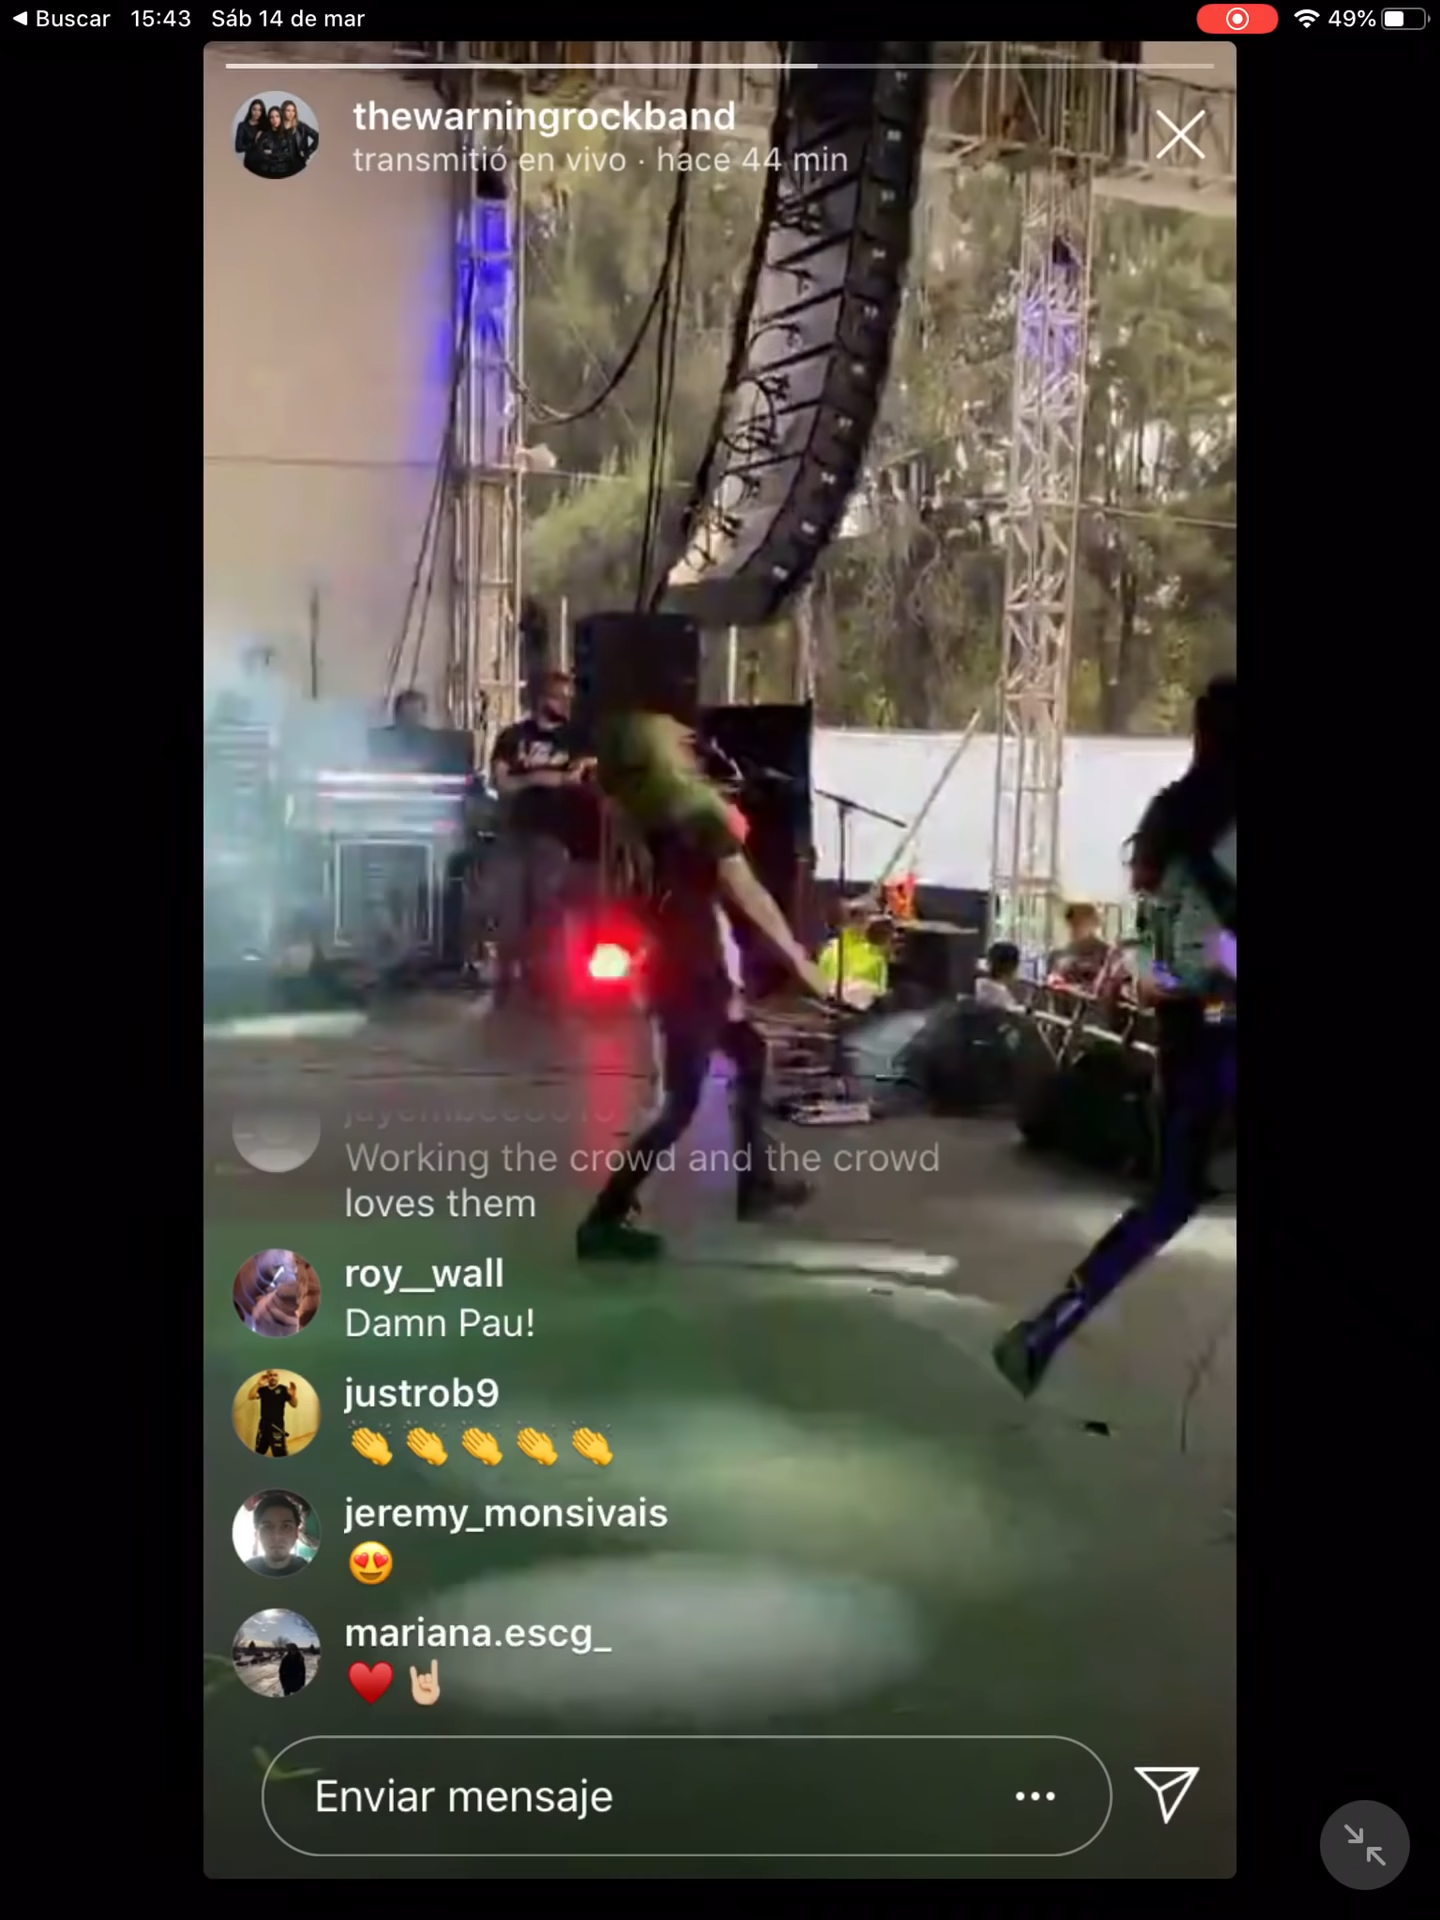 Buscar 15:43 Sáb 14 de mar 49%
thewarningrockband
transmitió en vivo · hace 44 min
Working the crowd and the crowd
loves them
roy__wall
Damn Pau!
justrob9
👏👏👏👏👏
jeremy_monsivais
😍
mariana.escg_
❤️🤘🏻
Enviar mensaje